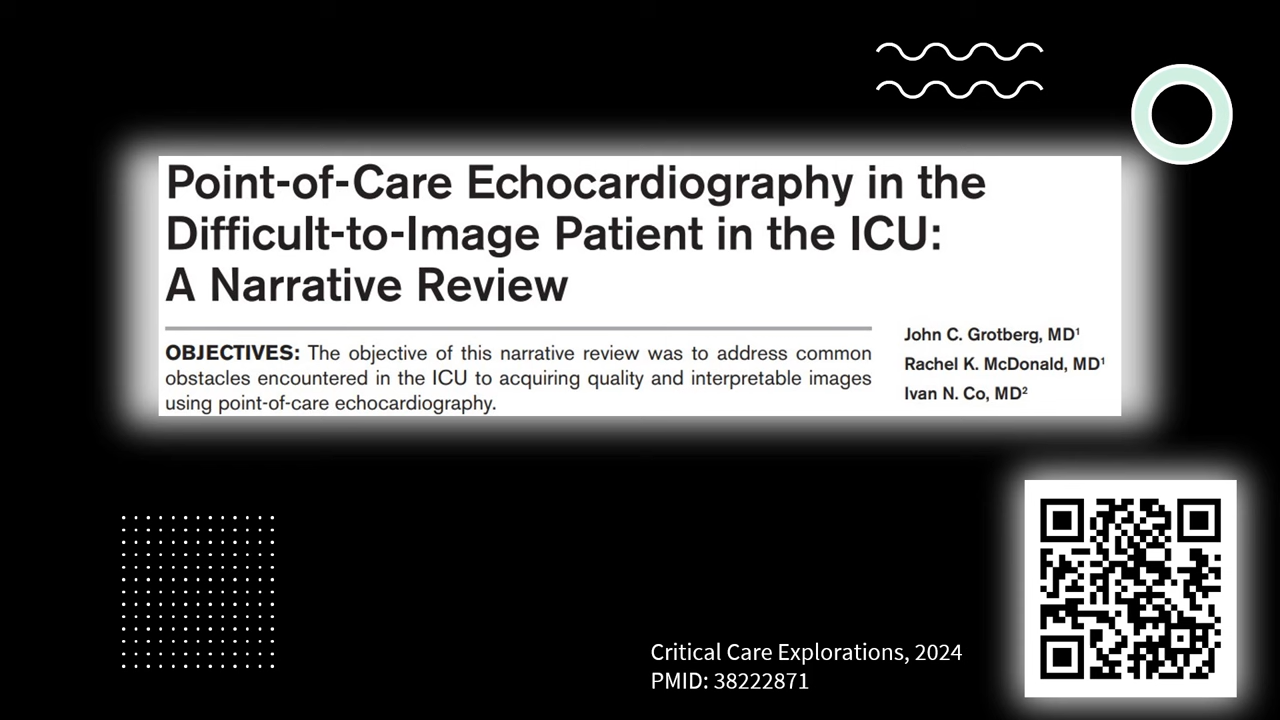 Point-of-Care Echocardiography in the
Difficult-to-Image Patient in the ICU:
A Narrative Review
OBJECTIVES: The objective of this narrative review was to address common
obstacles encountered in the ICU to acquiring quality and interpretable images
using point-of-care echocardiography.
John C. Grotberg, MD¹
Rachel K. McDonald, MD¹
Ivan N. Co, MD²
Critical Care Explorations, 2024
PMID: 38222871